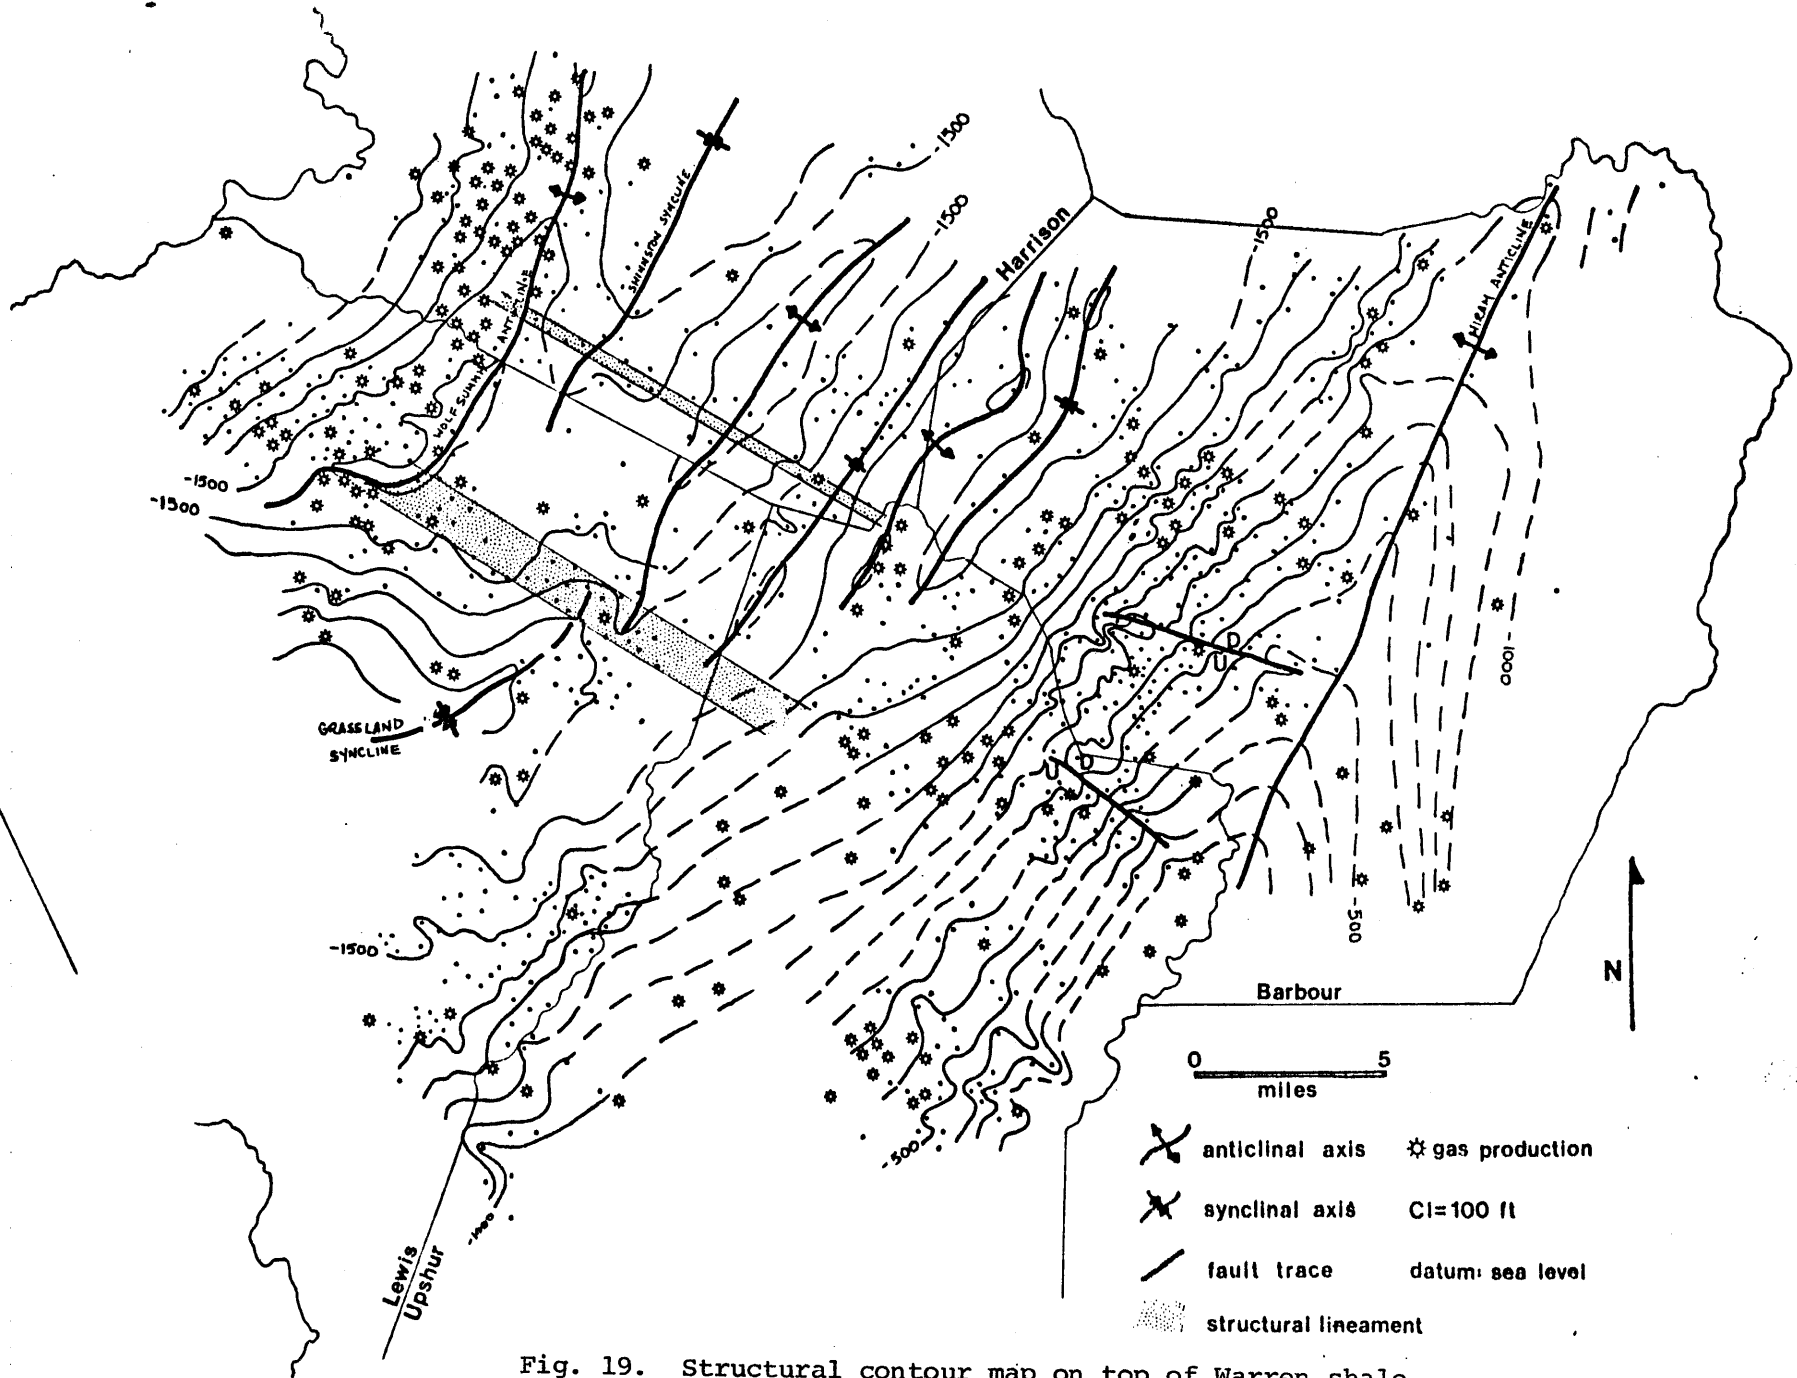 -1500
-1500
Harrison
-1500
SHINNSTON SYNCLINE
HIRAM ANTICLINE
WOLF SUMMIT ANTICLINE
-1500
-1500
D
U
-1000
GRASSLAND
SYNCLINE
U
D
-1500
-500
N
Barbour
0 5
miles
-500
anticlinal axis
gas production
synclinal axis
CI=100 ft
fault trace
datum: sea level
structural lineament
-1000
Lewis
Upshur
Fig. 19. Structural contour map on top of Warren shale